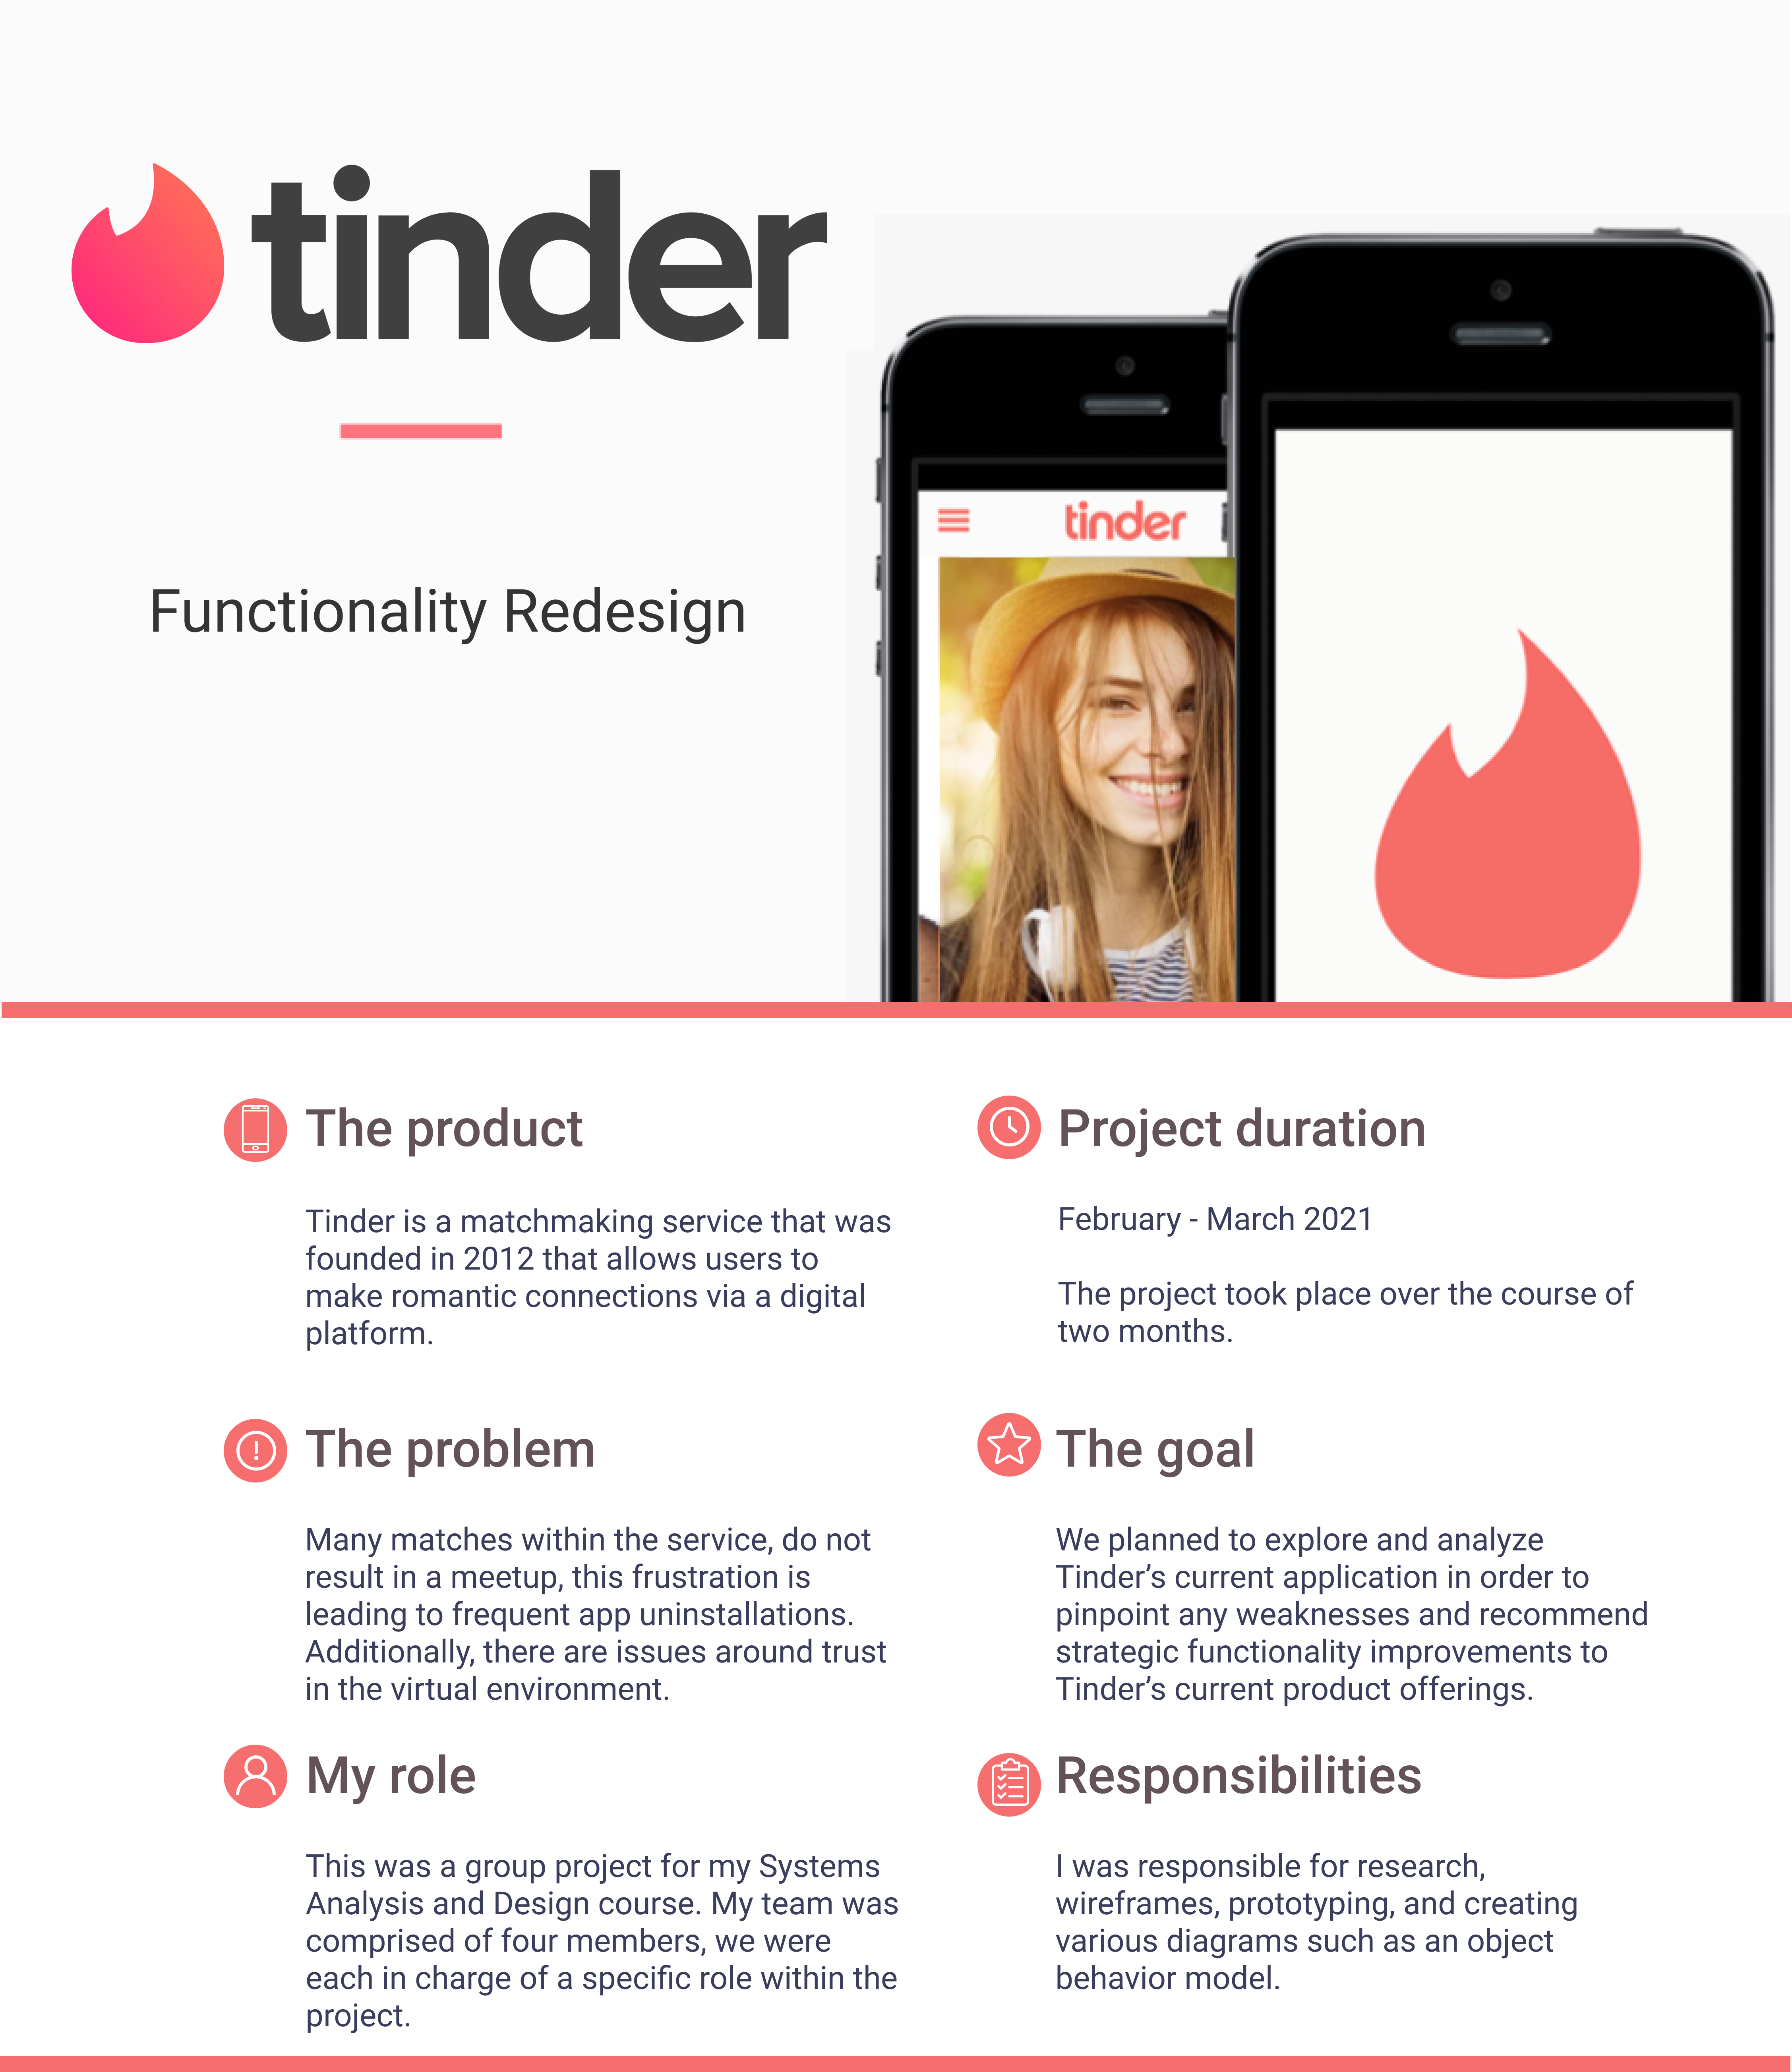 tinder
Functionality Redesign
tinder
The product
Tinder is a matchmaking service that was
founded in 2012 that allows users to
make romantic connections via a digital
platform.
Project duration
February - March 2021
The project took place over the course of
two months.
The problem
Many matches within the service, do not
result in a meetup, this frustration is
leading to frequent app uninstallations.
Additionally, there are issues around trust
in the virtual environment.
The goal
We planned to explore and analyze
Tinder’s current application in order to
pinpoint any weaknesses and recommend
strategic functionality improvements to
Tinder’s current product offerings.
My role
This was a group project for my Systems
Analysis and Design course. My team was
comprised of four members, we were
each in charge of a specific role within the
project.
Responsibilities
I was responsible for research,
wireframes, prototyping, and creating
various diagrams such as an object
behavior model.